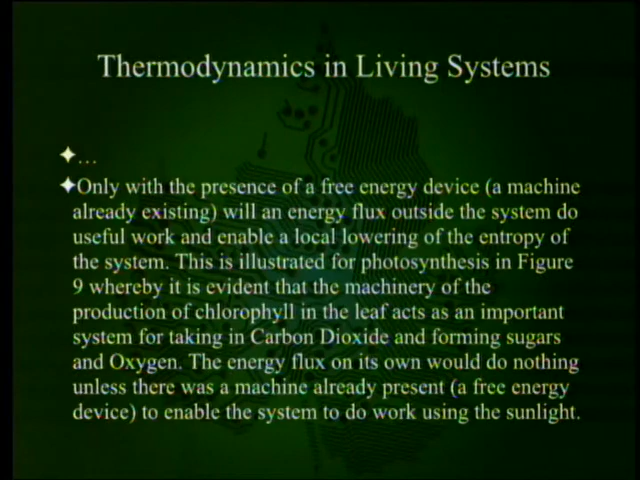 Thermodynamics in Living Systems
...
Only with the presence of a free energy device (a machine
already existing) will an energy flux outside the system do
useful work and enable a local lowering of the entropy of
the system. This is illustrated for photosynthesis in Figure
9 whereby it is evident that the machinery of the
production of chlorophyll in the leaf acts as an important
system for taking in Carbon Dioxide and forming sugars
and Oxygen. The energy flux on its own would do nothing
unless there was a machine already present (a free energy
device) to enable the system to do work using the sunlight.